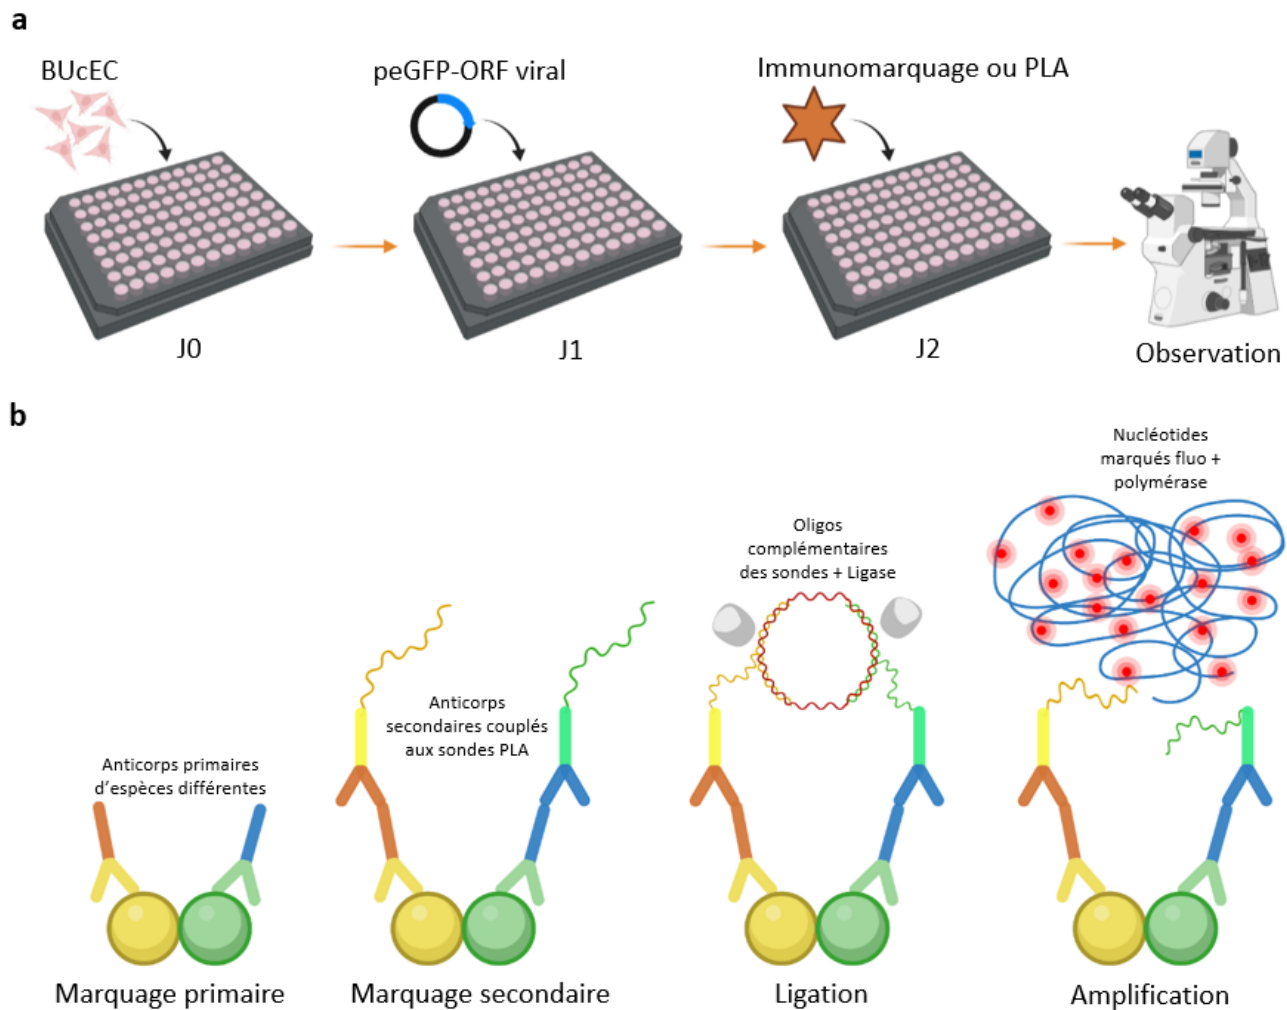 a
BUcEC
peGFP-ORF viral
Immunomarquage ou PLA
J0
J1
J2
Observation
b
Anticorps primaires
d’espèces différentes
Marquage primaire
Anticorps
secondaires couplés
aux sondes PLA
Marquage secondaire
Oligos
complémentaires
des sondes + Ligase
Ligation
Nucléotides
marqués fluo +
polymérase
Amplification